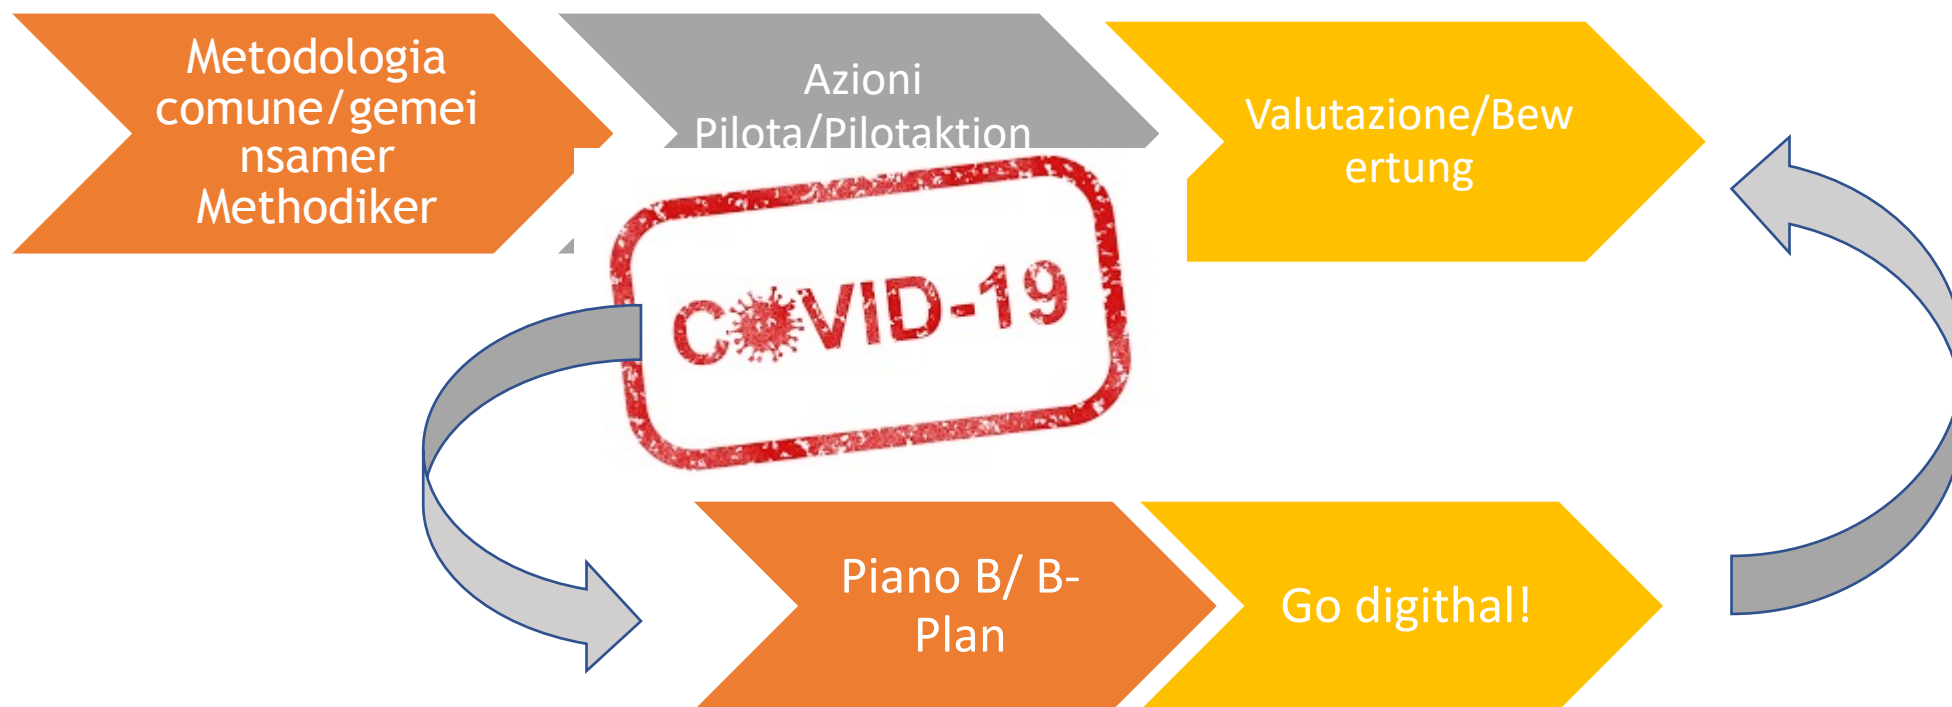 Metodologia
comune/gemei
nsamer
Methodiker
Azioni
Pilota/Pilotaktion
Valutazione/Bew
ertung
COVID-19
Piano B/ B-
Plan
Go digithal!